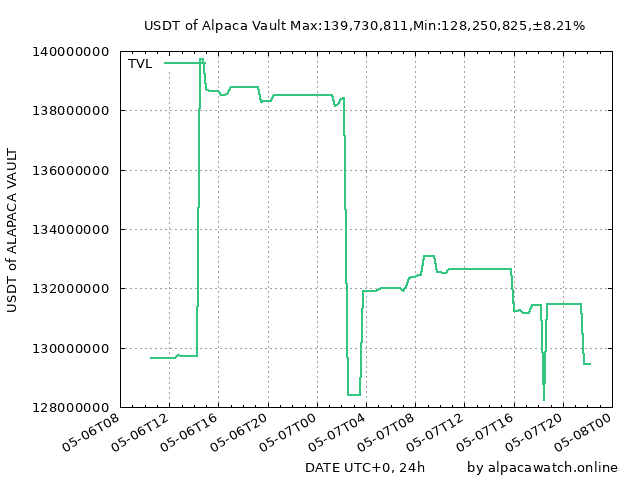 USDT of Alpaca Vault Max:139,730,811,Min:128,250,825,±8.21%
TVL
140000000
138000000
136000000
134000000
132000000
130000000
128000000
USDT of ALAPACA VAULT
05-06T08
05-06T12
05-06T16
05-06T20
05-07T00
05-07T04
05-07T08
05-07T12
05-07T16
05-07T20
05-08T00
DATE UTC+0, 24h
by alpacawatch.online